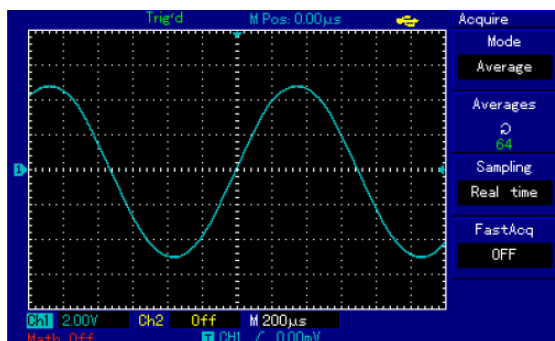 Trig'd M Pos: 0.00μs Acquire
Mode
Average
Averages
64
1
Sampling
Real time
FastAcq
OFF
Ch1 2.00V Ch2 Off M 200μs
Math Off T CH1 / 0.00mV